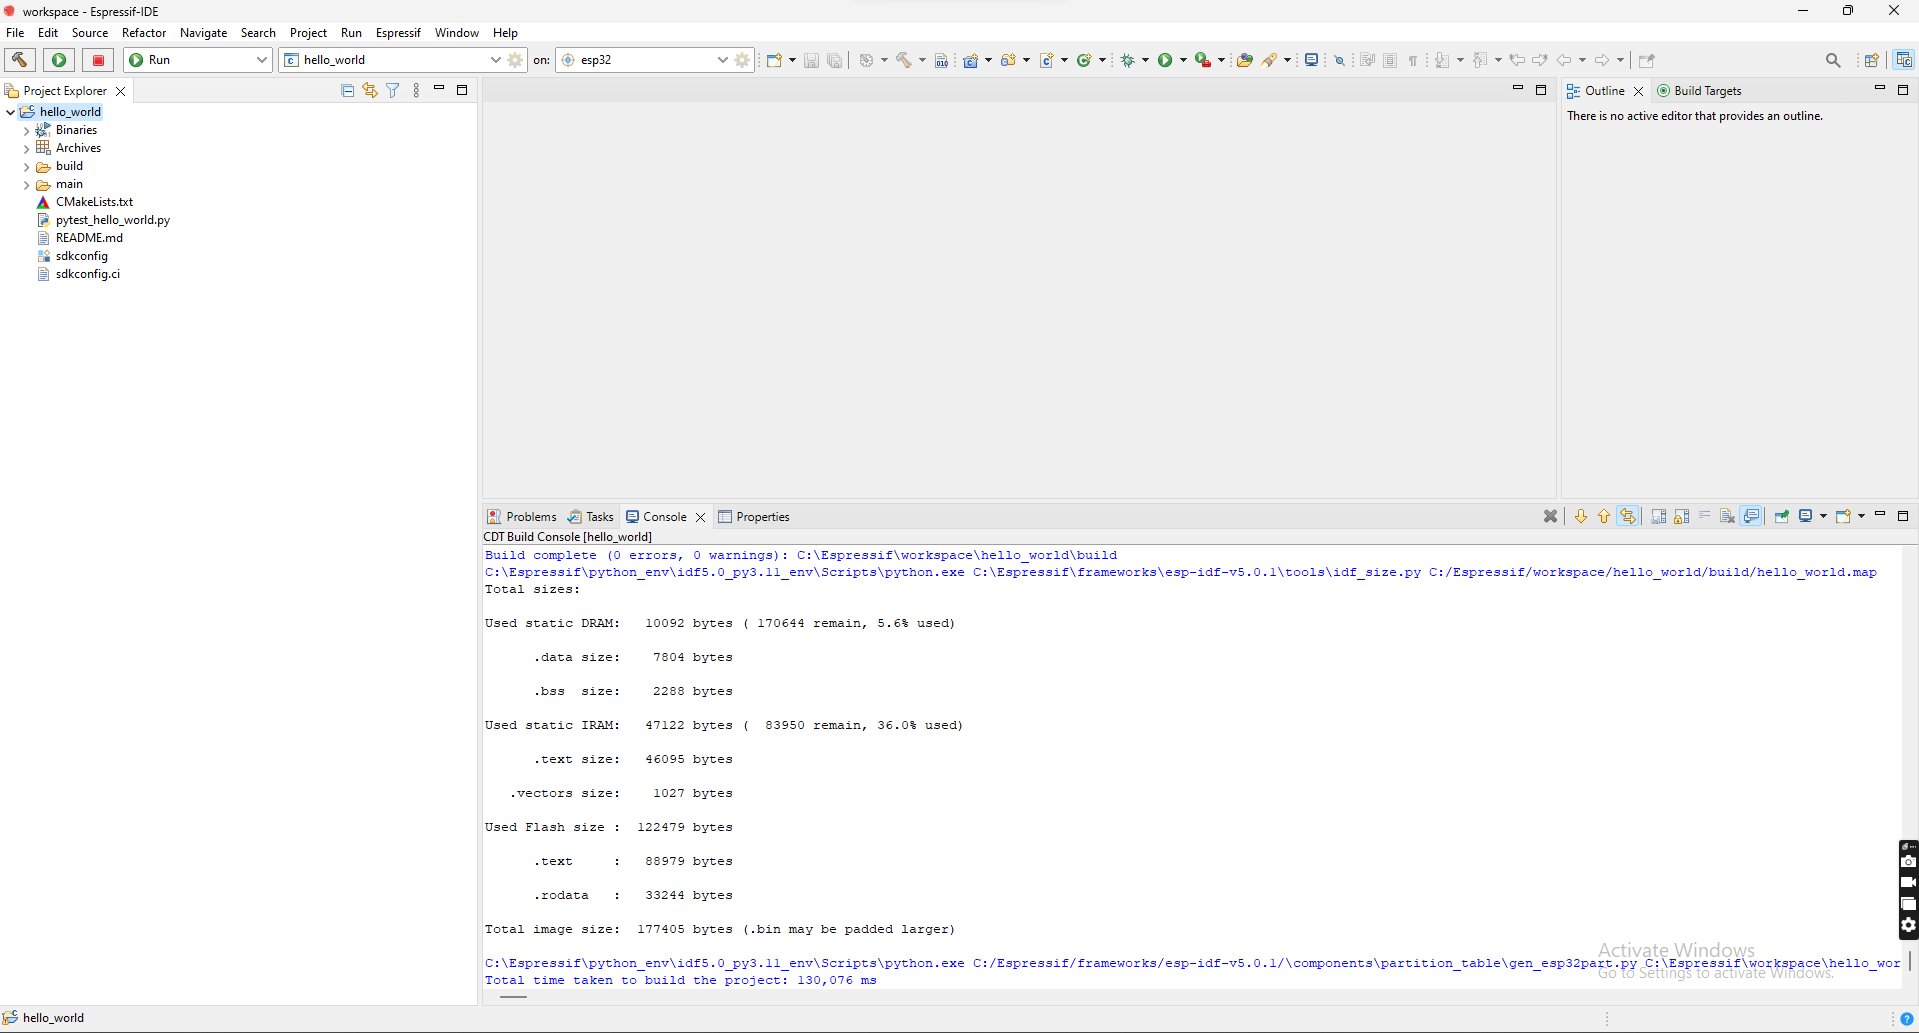 workspace - Espressif-IDE
File Edit Source Refactor Navigate Search Project Run Espressif Window Help
Run hello_world on: esp32
Project Explorer
hello_world
Binaries
Archives
build
main
CMakeLists.txt
pytest_hello_world.py
README.md
sdkconfig
sdkconfig.ci
Outline Build Targets
There is no active editor that provides an outline.
Problems Tasks Console Properties
CDT Build Console [hello_world]
Build complete (0 errors, 0 warnings): C:\Espressif\workspace\hello_world\build
C:\Espressif\python_env\idf5.0_py3.11_env\Scripts\python.exe C:\Espressif\frameworks\esp-idf-v5.0.1\tools\idf_size.py C:/Espressif/workspace/hello_world/build/hello_world.map
Total sizes:
Used static DRAM: 10092 bytes ( 170644 remain, 5.6% used)
.data size: 7804 bytes
.bss size: 2288 bytes
Used static IRAM: 47122 bytes ( 83950 remain, 36.0% used)
.text size: 46095 bytes
.vectors size: 1027 bytes
Used Flash size : 122479 bytes
.text : 88979 bytes
.rodata : 33244 bytes
Total image size: 177405 bytes (.bin may be padded larger)
C:\Espressif\python_env\idf5.0_py3.11_env\Scripts\python.exe C:/Espressif/frameworks/esp-idf-v5.0.1/\components\partition_table\gen_esp32part.py C:\Espressif\workspace\hello_wor
Total time taken to build the project: 130,076 ms
Activate Windows
Go to Settings to activate Windows.
hello_world